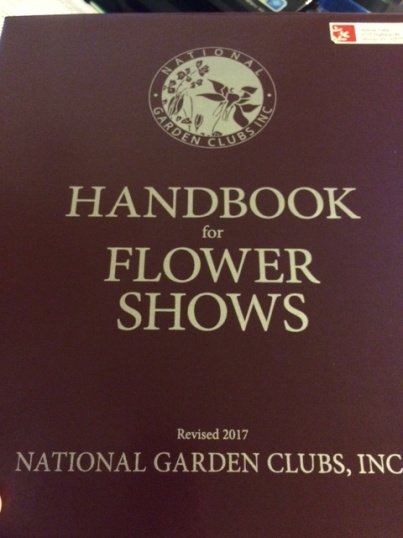 NATIONAL
GARDEN CLUBS INC
HANDBOOK
for
FLOWER
SHOWS
Revised 2017
NATIONAL GARDEN CLUBS, INC